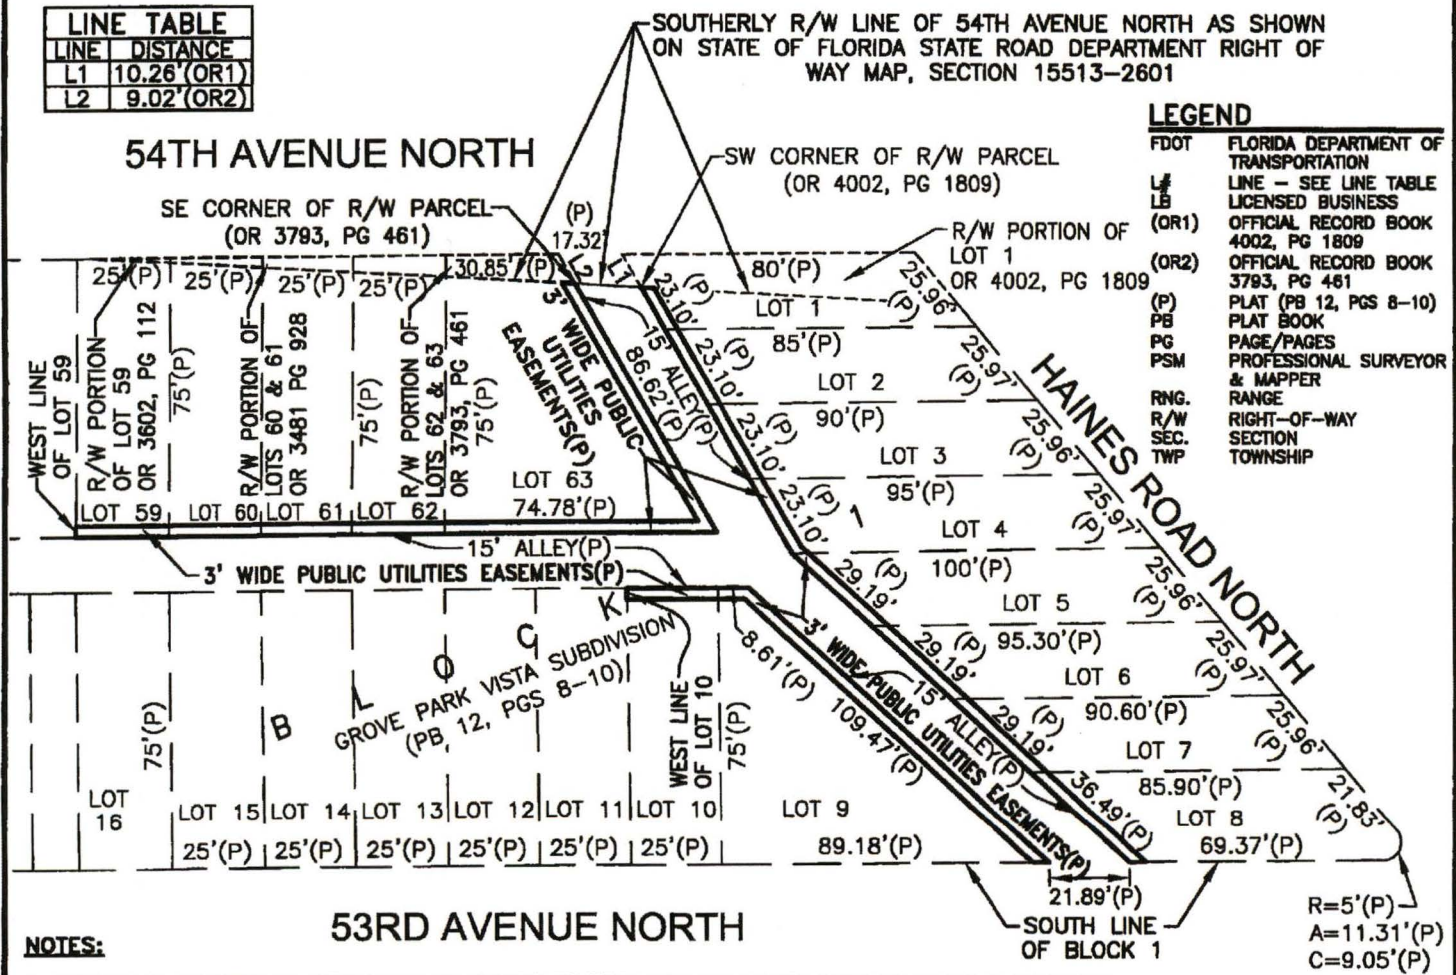 LINE TABLE
LINE DISTANCE
L1 10.26'(OR1)
L2 9.02'(OR2)
SOUTHERLY R/W LINE OF 54TH AVENUE NORTH AS SHOWN
ON STATE OF FLORIDA STATE ROAD DEPARTMENT RIGHT OF
WAY MAP, SECTION 15513-2601
LEGEND
FDOT FLORIDA DEPARTMENT OF
TRANSPORTATION
L# LINE - SEE LINE TABLE
LB LICENSED BUSINESS
(OR1) OFFICIAL RECORD BOOK
4002, PG 1809
(OR2) OFFICIAL RECORD BOOK
3793, PG 461
(P) PLAT (PB 12, PGS 8-10)
PB PLAT BOOK
PG PAGE/PAGES
PSM PROFESSIONAL SURVEYOR
& MAPPER
RNG. RANGE
R/W RIGHT-OF-WAY
SEC. SECTION
TWP TOWNSHIP
54TH AVENUE NORTH
SW CORNER OF R/W PARCEL
(OR 4002, PG 1809)
SE CORNER OF R/W PARCEL
(OR 3793, PG 461)
(P)
17.32'
R/W PORTION OF
LOT 1
OR 4002, PG 1809
25'(P)
25'(P)
25'(P)
25'(P)
30.85'(P)
L2
L1
80'(P)
WEST LINE
OF LOT 59
R/W PORTION
OF LOT 59
OR 3602, PG 112
75'(P)
R/W PORTION OF
LOTS 60 & 61
OR 3481 PG 928
75'(P)
R/W PORTION OF
LOTS 62 & 63
OR 3793, PG 461
75'(P)
3' WIDE PUBLIC
UTILITIES
EASEMENTS(P)
15' ALLEY(P)
86.62'(P)
23.10'
(P)
23.10'
(P)
23.10'
(P)
23.10'
(P)
1
LOT 1
85'(P)
LOT 2
90'(P)
LOT 3
95'(P)
LOT 4
100'(P)
LOT 5
95.30'(P)
LOT 6
90.60'(P)
LOT 7
85.90'(P)
LOT 8
69.37'(P)
25.96'
(P)
25.97'
(P)
25.96'
(P)
25.97'
(P)
25.96'
(P)
25.97'
(P)
25.96'
(P)
21.83'
(P)
HAINES ROAD NORTH
LOT 59
LOT 60
LOT 61
LOT 62
LOT 63
74.78'(P)
15' ALLEY(P)
3' WIDE PUBLIC UTILITIES EASEMENTS(P)
29.19'
(P)
29.19'
(P)
29.19'
(P)
36.49'(P)
8.61'(P)
109.47'(P)
3' WIDE PUBLIC UTILITIES EASEMENTS(P)
15' ALLEY(P)
B L O C K
GROVE PARK VISTA SUBDIVISION
(PB, 12, PGS 8-10)
WEST LINE
OF LOT 10
75'(P)
75'(P)
LOT
16
LOT 15
LOT 14
LOT 13
LOT 12
LOT 11
LOT 10
LOT 9
25'(P)
25'(P)
25'(P)
25'(P)
25'(P)
25'(P)
89.18'(P)
21.89'(P)
SOUTH LINE
OF BLOCK 1
R=5'(P)
A=11.31'(P)
C=9.05'(P)
53RD AVENUE NORTH
NOTES: